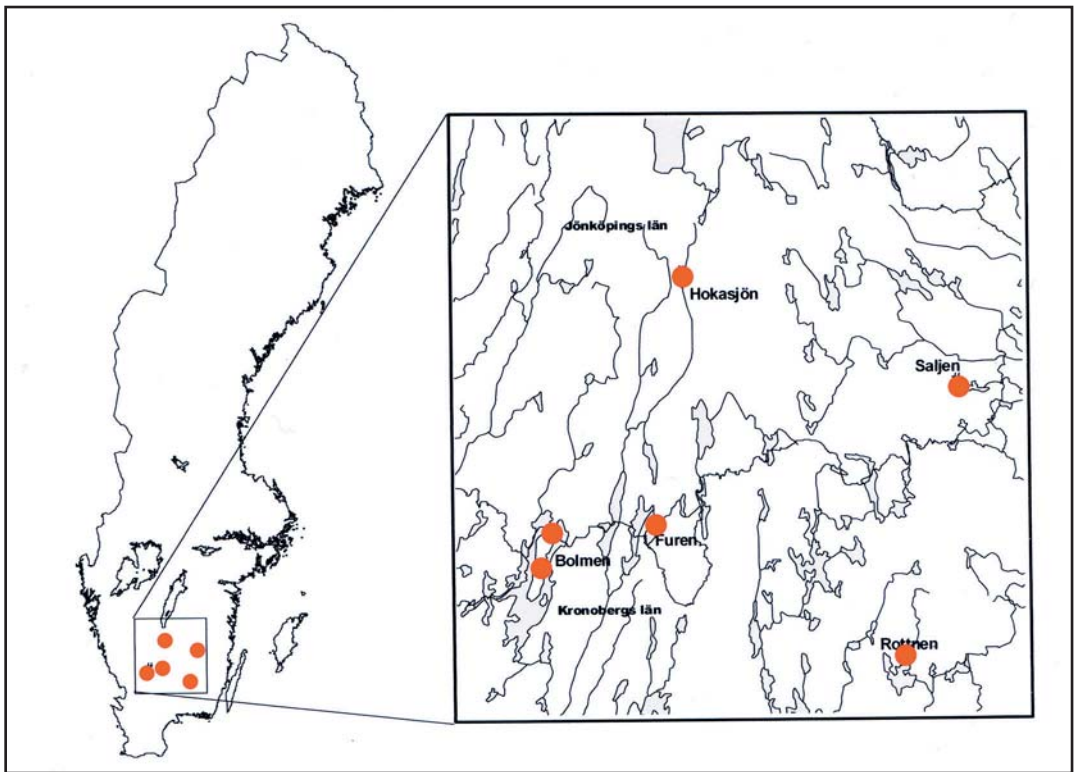 Jönköpings län
Hokasjön
Saljen
Furen
Bolmen
Kronobergs län
Rottnen